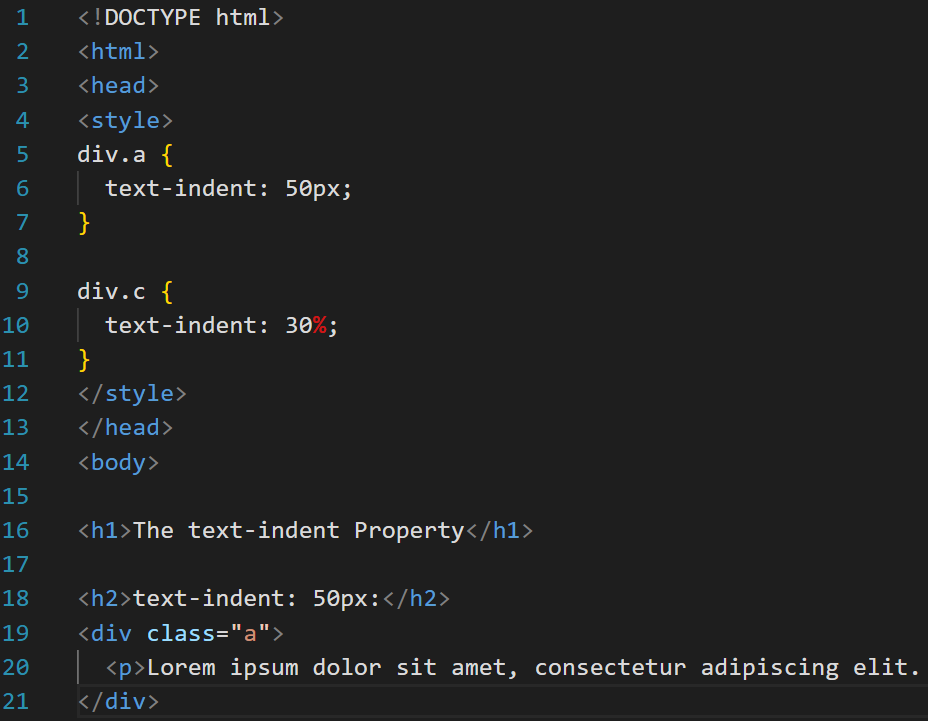 1 <!DOCTYPE html>
2 <html>
3 <head>
4 <style>
5 div.a {
6   text-indent: 50px;
7 }
8
9 div.c {
10   text-indent: 30%;
11 }
12 </style>
13 </head>
14 <body>
15
16 <h1>The text-indent Property</h1>
17
18 <h2>text-indent: 50px:</h2>
19 <div class="a">
20   <p>Lorem ipsum dolor sit amet, consectetur adipiscing elit.
21 </div>